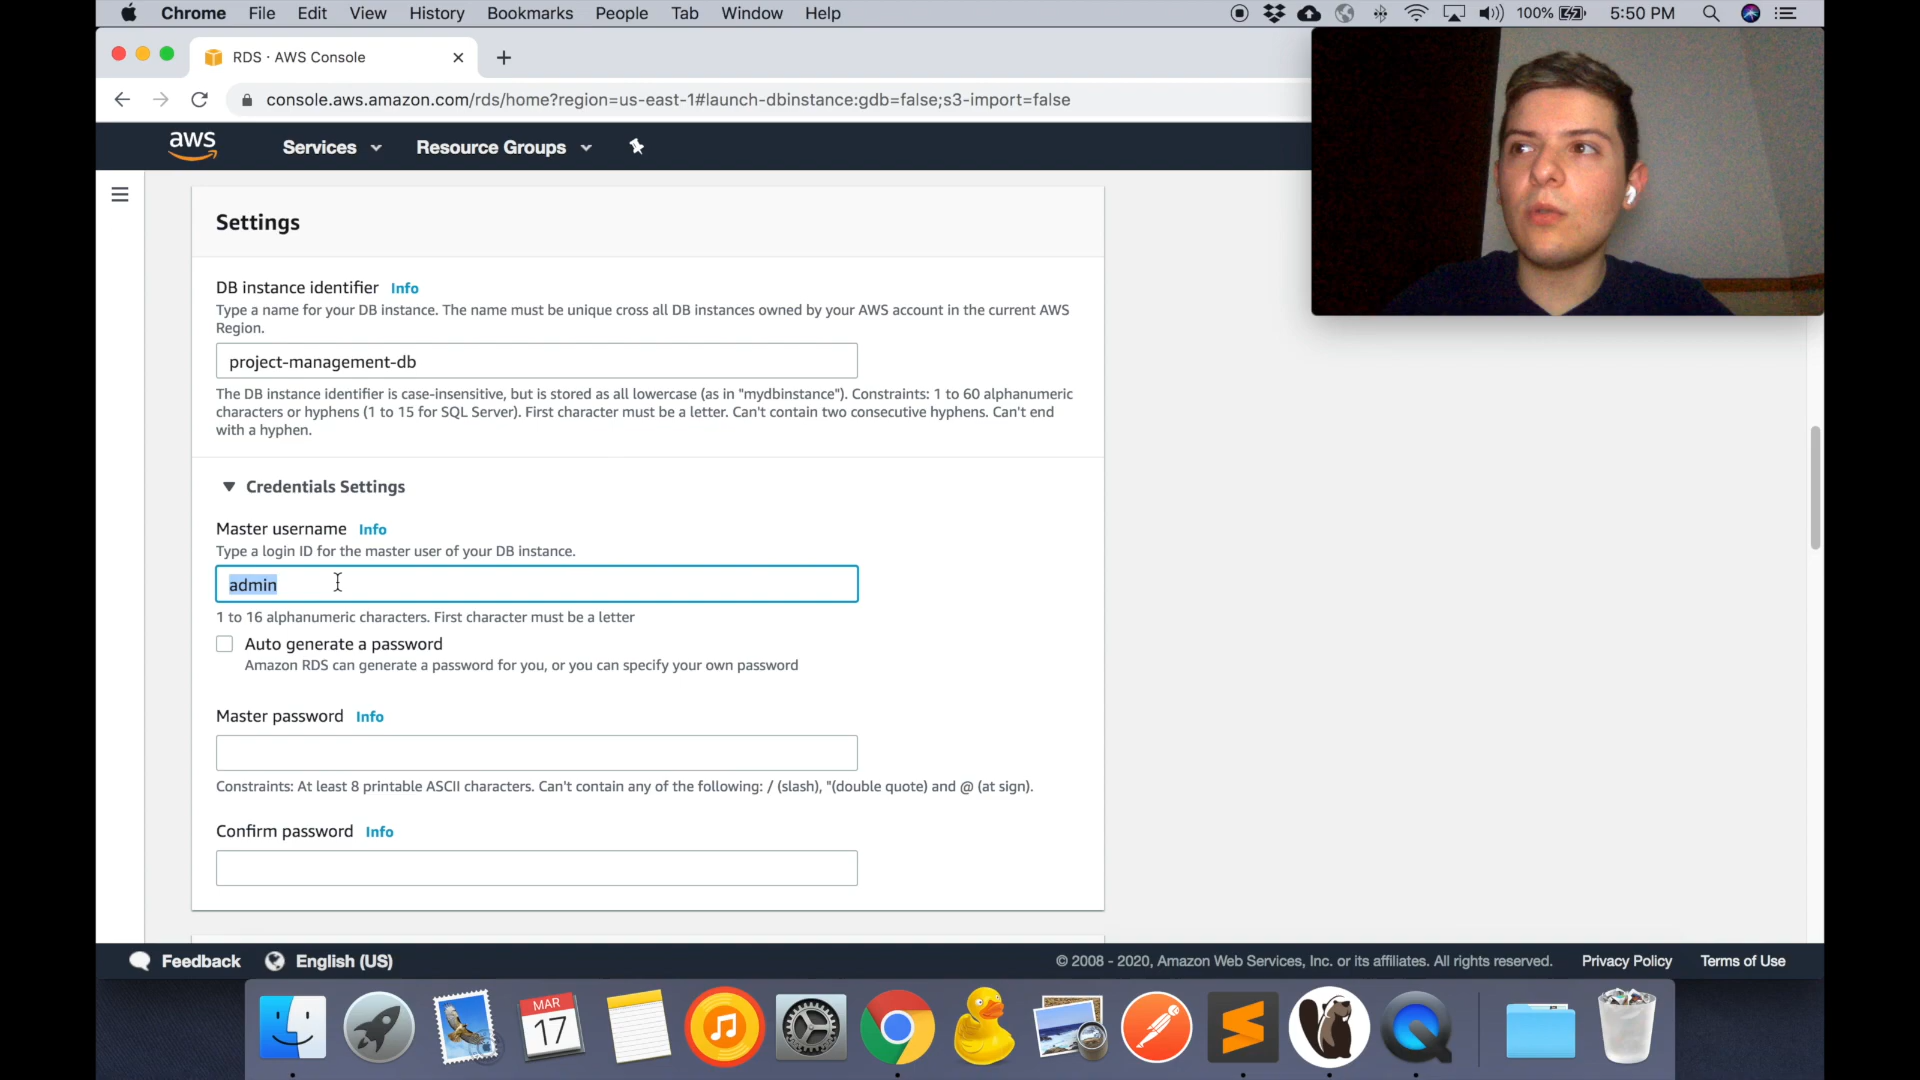 Chrome File Edit View History Bookmarks People Tab Window Help 100% 5:50 PM
RDS · AWS Console
console.aws.amazon.com/rds/home?region=us-east-1#launch-dbinstance:gdb=false;s3-import=false
aws Services Resource Groups
Settings
DB instance identifier Info
Type a name for your DB instance. The name must be unique cross all DB instances owned by your AWS account in the current AWS
Region.
project-management-db
The DB instance identifier is case-insensitive, but is stored as all lowercase (as in "mydbinstance"). Constraints: 1 to 60 alphanumeric
characters or hyphens (1 to 15 for SQL Server). First character must be a letter. Can't contain two consecutive hyphens. Can't end
with a hyphen.
Credentials Settings
Master username Info
Type a login ID for the master user of your DB instance.
admin
1 to 16 alphanumeric characters. First character must be a letter
Auto generate a password
Amazon RDS can generate a password for you, or you can specify your own password
Master password Info
Constraints: At least 8 printable ASCII characters. Can't contain any of the following: / (slash), "(double quote) and @ (at sign).
Confirm password Info
Feedback English (US) © 2008 - 2020, Amazon Web Services, Inc. or its affiliates. All rights reserved. Privacy Policy Terms of Use
MAR
17